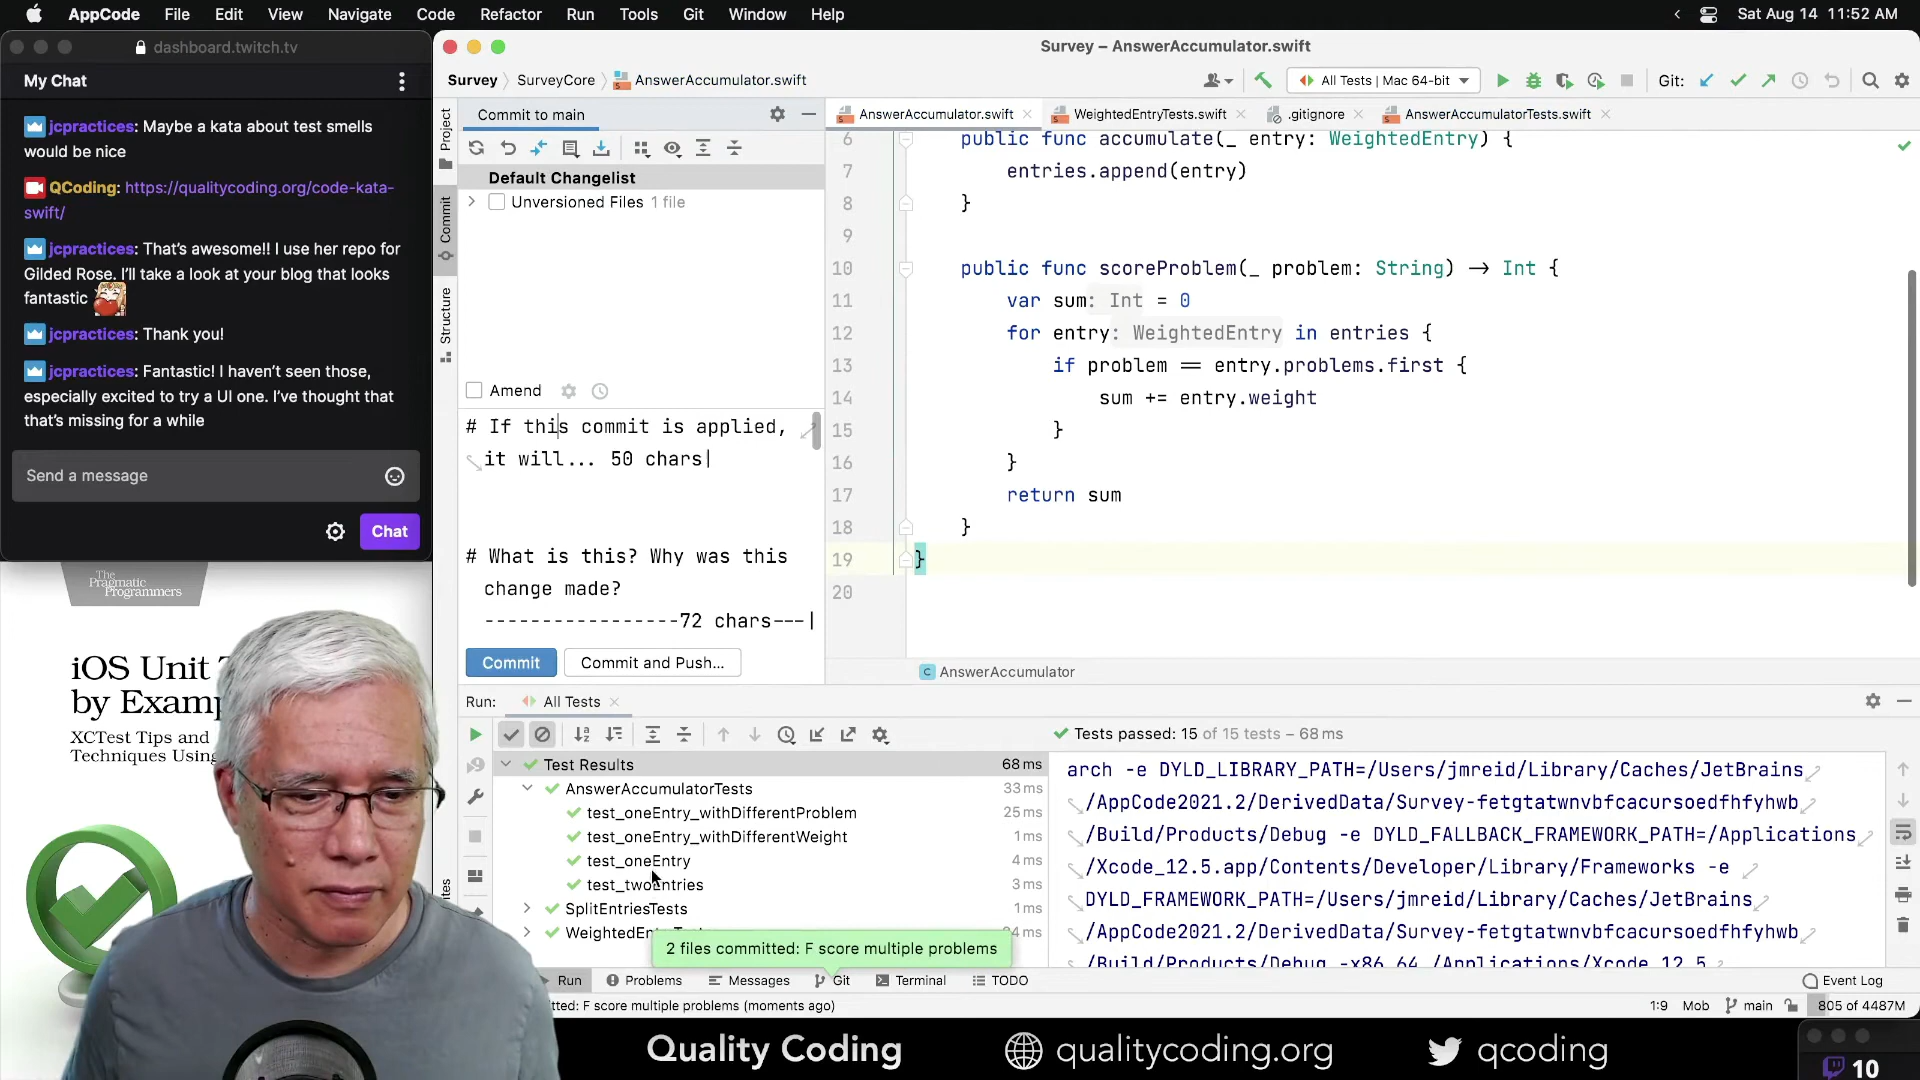 AppCode File Edit View Navigate Code Refactor Run Tools Git Window Help
Sat Aug 14 11:52 AM
dashboard.twitch.tv
My Chat
jcpractices: Maybe a kata about test smells
would be nice
QCoding: https://qualitycoding.org/code-kata-
swift/
jcpractices: That's awesome!! I use her repo for
Gilded Rose. I'll take a look at your blog that looks
fantastic
jcpractices: Thank you!
jcpractices: Fantastic! I haven't seen those,
especially excited to try a UI one. I've thought that
that's missing for a while
Send a message
Chat
The
Pragmatic
Programmers
iOS Unit
by Examp
XCTest Tips and
Techniques Using
Survey – AnswerAccumulator.swift
Survey SurveyCore AnswerAccumulator.swift
All Tests | Mac 64-bit
Git:
Project
Commit
Structure
Commit to main
Default Changelist
Unversioned Files 1 file
Amend
# If this commit is applied,
it will... 50 chars|
# What is this? Why was this
change made?
-----------------72 chars---|
Commit
Commit and Push...
AnswerAccumulator.swift WeightedEntryTests.swift .gitignore AnswerAccumulatorTests.swift
6 public func accumulate(_ entry: WeightedEntry) {
7 entries.append(entry)
8 }
9
10 public func scoreProblem(_ problem: String) -> Int {
11 var sum: Int = 0
12 for entry: WeightedEntry in entries {
13 if problem == entry.problems.first {
14 sum += entry.weight
15 }
16 }
17 return sum
18 }
19 }
20
AnswerAccumulator
Run: All Tests
Tests passed: 15 of 15 tests – 68 ms
Test Results 68 ms
AnswerAccumulatorTests 33 ms
test_oneEntry_withDifferentProblem 25 ms
test_oneEntry_withDifferentWeight 1 ms
test_oneEntry 4 ms
test_twoEntries 3 ms
SplitEntriesTests 1 ms
2 files committed: F score multiple problems
arch -e DYLD_LIBRARY_PATH=/Users/jmreid/Library/Caches/JetBrains
/AppCode2021.2/DerivedData/Survey-fetgtatwnvbfcacursoedfhfyhwb
/Build/Products/Debug -e DYLD_FALLBACK_FRAMEWORK_PATH=/Applications
/Xcode_12.5.app/Contents/Developer/Library/Frameworks -e
DYLD_FRAMEWORK_PATH=/Users/jmreid/Library/Caches/JetBrains
/AppCode2021.2/DerivedData/Survey-fetgtatwnvbfcacursoedfhfyhwb
/Build/Products/Debug -x86_64 /Applications/Xcode_12.5
Run Problems Messages Git Terminal TODO
Event Log
tted: F score multiple problems (moments ago)
1:9 Mob main 805 of 4487M
Quality Coding qualitycoding.org qcoding
10